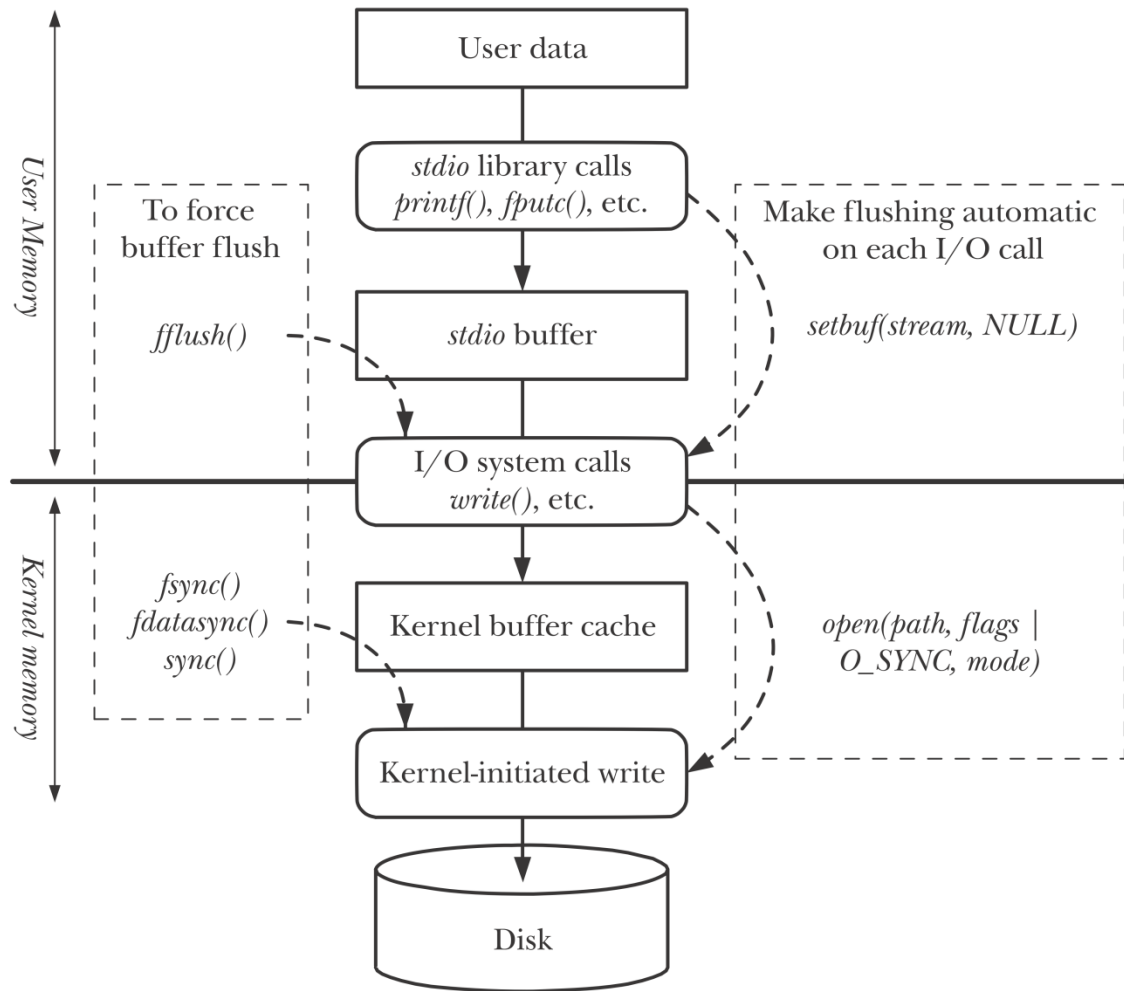 User data
stdio library calls
printf(), fputc(), etc.
User Memory
To force
buffer flush
fflush()
Make flushing automatic
on each I/O call
setbuf(stream, NULL)
stdio buffer
I/O system calls
write(), etc.
Kernel memory
fsync()
fdatasync()
sync()
Kernel buffer cache
open(path, flags |
O_SYNC, mode)
Kernel-initiated write
Disk